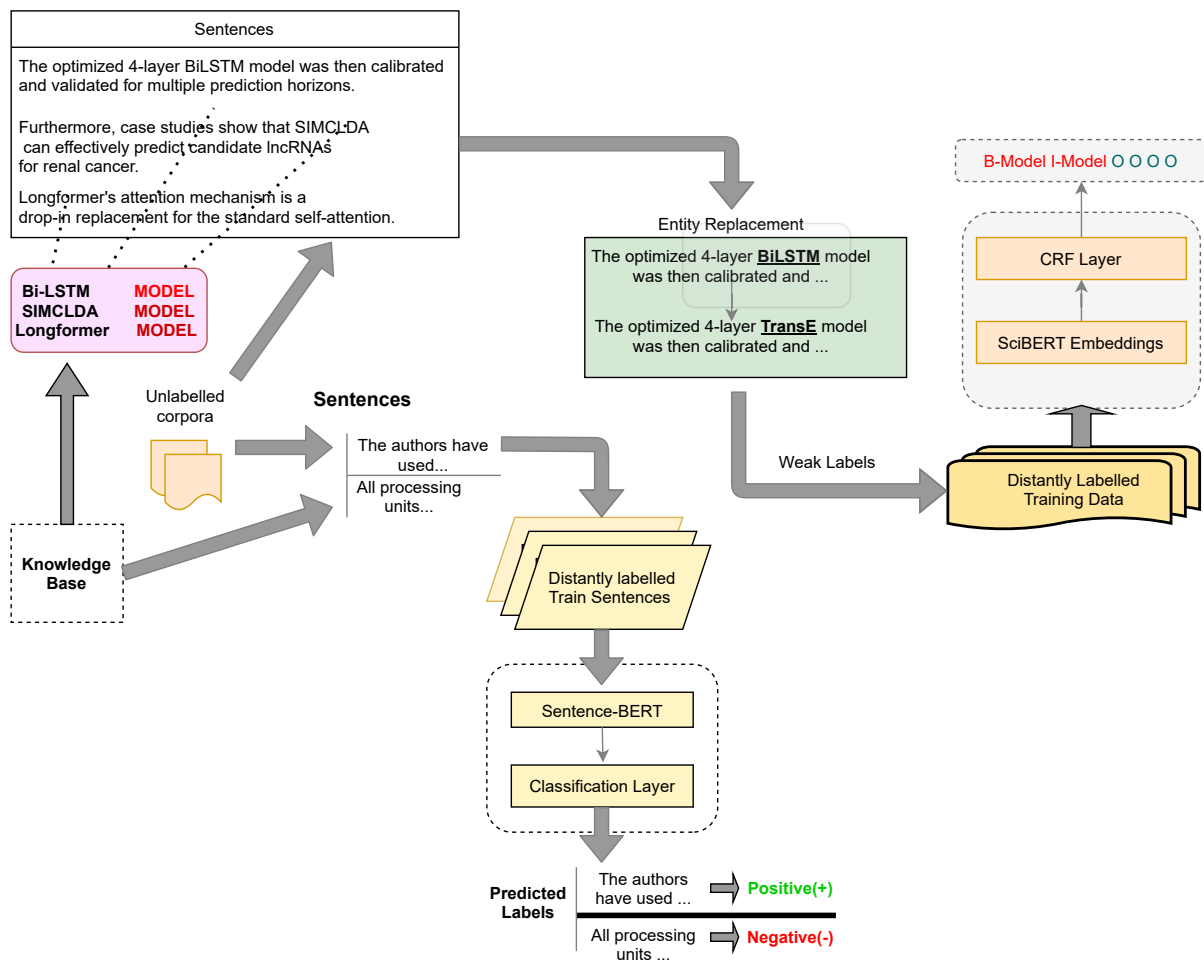 Sentences
The optimized 4-layer BiLSTM model was then calibrated
and validated for multiple prediction horizons.
Furthermore, case studies show that SIMCLDA
can effectively predict candidate lncRNAs
for renal cancer.
Longformer's attention mechanism is a
drop-in replacement for the standard self-attention.
Bi-LSTM MODEL
SIMCLDA MODEL
Longformer MODEL
Unlabelled
corpora
Knowledge
Base
Sentences
The authors have
used...
All processing
units...
Entity Replacement
The optimized 4-layer BiLSTM model
was then calibrated and ...
The optimized 4-layer TransE model
was then calibrated and ...
Weak Labels
B-Model I-Model O O O O
CRF Layer
SciBERT Embeddings
Distantly Labelled
Training Data
Distantly labelled
Train Sentences
Sentence-BERT
Classification Layer
Predicted
Labels
The authors
have used ...
Positive(+)
All processing
units ...
Negative(-)